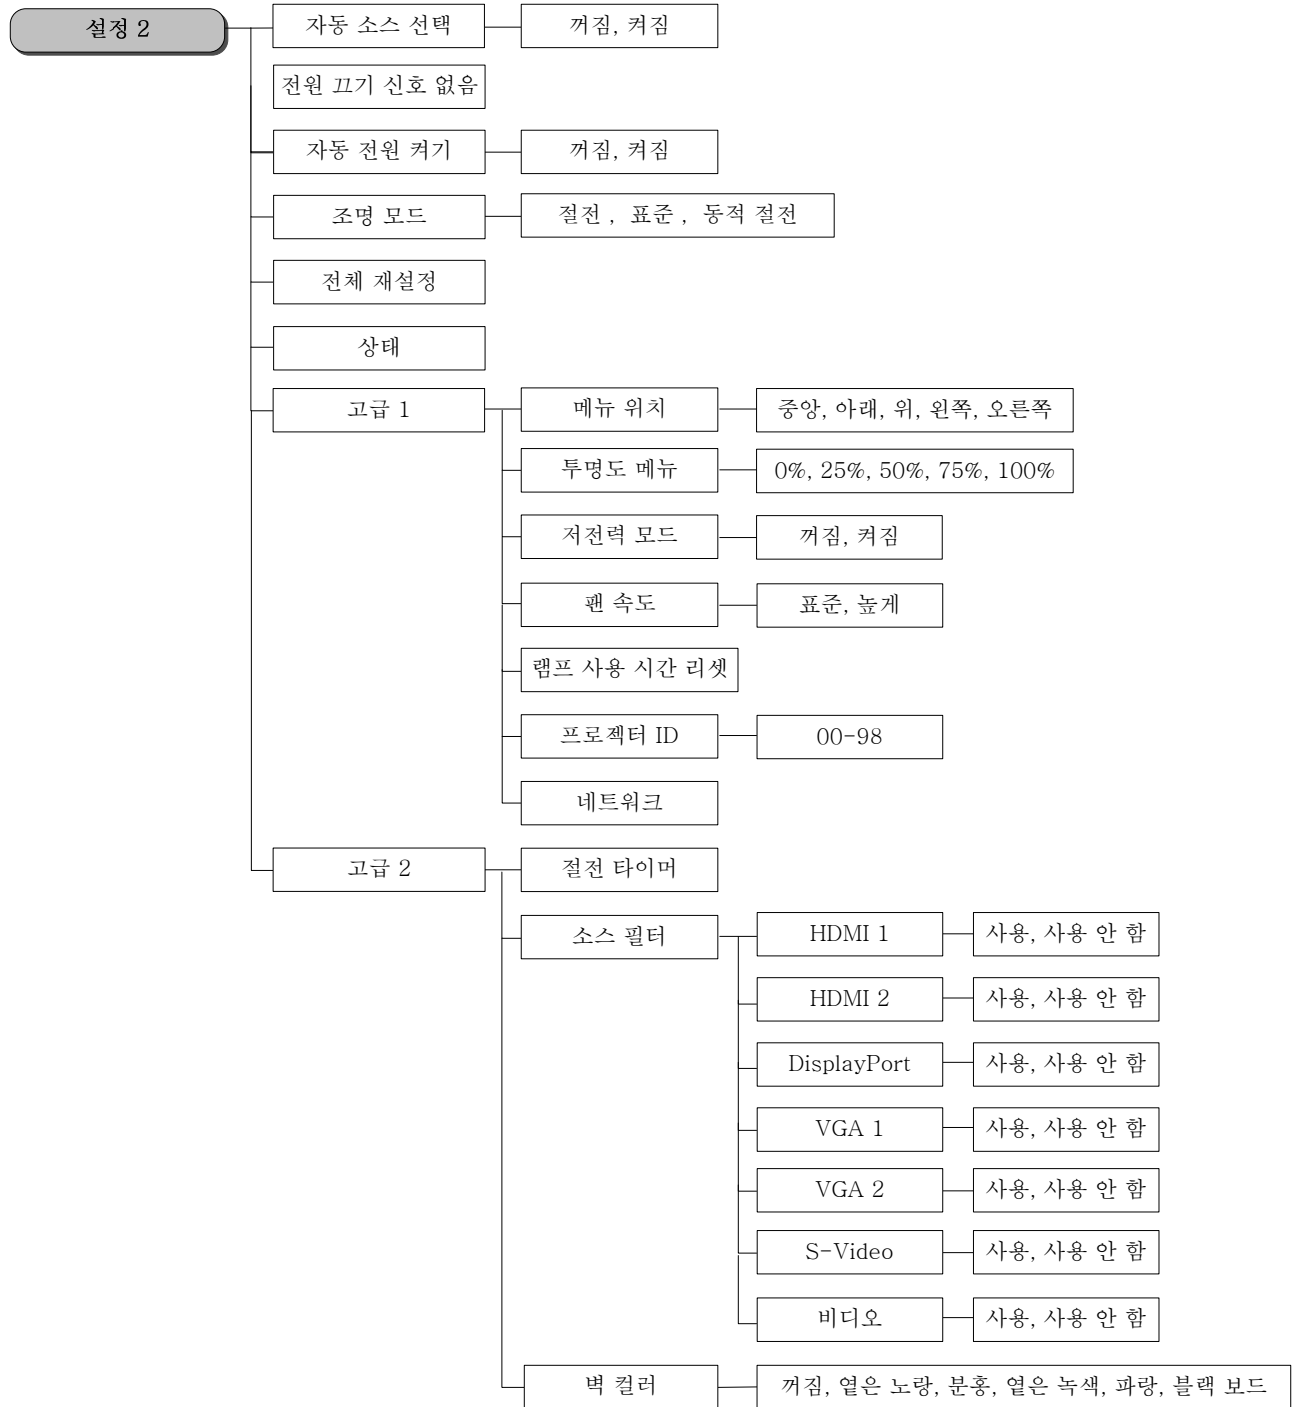 설정 2
자동 소스 선택
꺼짐, 켜짐
전원 끄기 신호 없음
자동 전원 켜기
꺼짐, 켜짐
조명 모드
절전 , 표준 , 동적 절전
전체 재설정
상태
고급 1
메뉴 위치
중앙, 아래, 위, 왼쪽, 오른쪽
투명도 메뉴
0%, 25%, 50%, 75%, 100%
저전력 모드
꺼짐, 켜짐
팬 속도
표준, 높게
램프 사용 시간 리셋
프로젝터 ID
00-98
네트워크
고급 2
절전 타이머
소스 필터
HDMI 1
사용, 사용 안 함
HDMI 2
사용, 사용 안 함
DisplayPort
사용, 사용 안 함
VGA 1
사용, 사용 안 함
VGA 2
사용, 사용 안 함
S-Video
사용, 사용 안 함
비디오
사용, 사용 안 함
벽 컬러
꺼짐, 옅은 노랑, 분홍, 옅은 녹색, 파랑, 블랙 보드